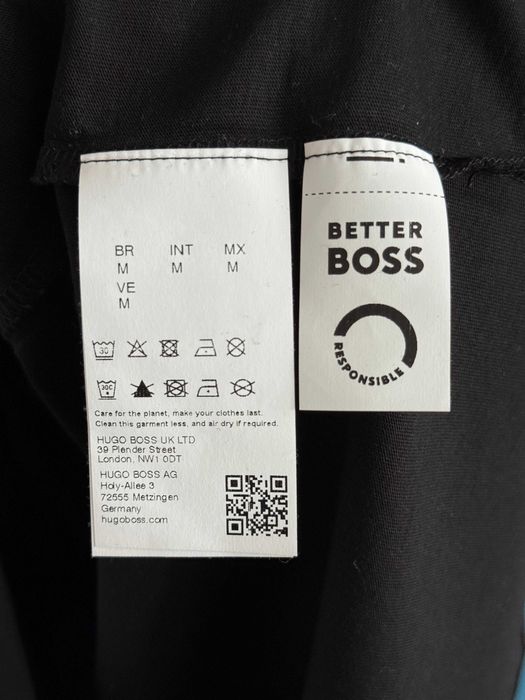 BR INT MX
M M M
VE
M
30
30C
Care for the planet, make your clothes last.
Clean this garment less, and air dry if required.
HUGO BOSS UK LTD
39 Plender Street
London, NW1 0DT
HUGO BOSS AG
Holy-Allee 3
72555 Metzingen
Germany
hugoboss.com
BETTER
BOSS
RESPONSIBLE